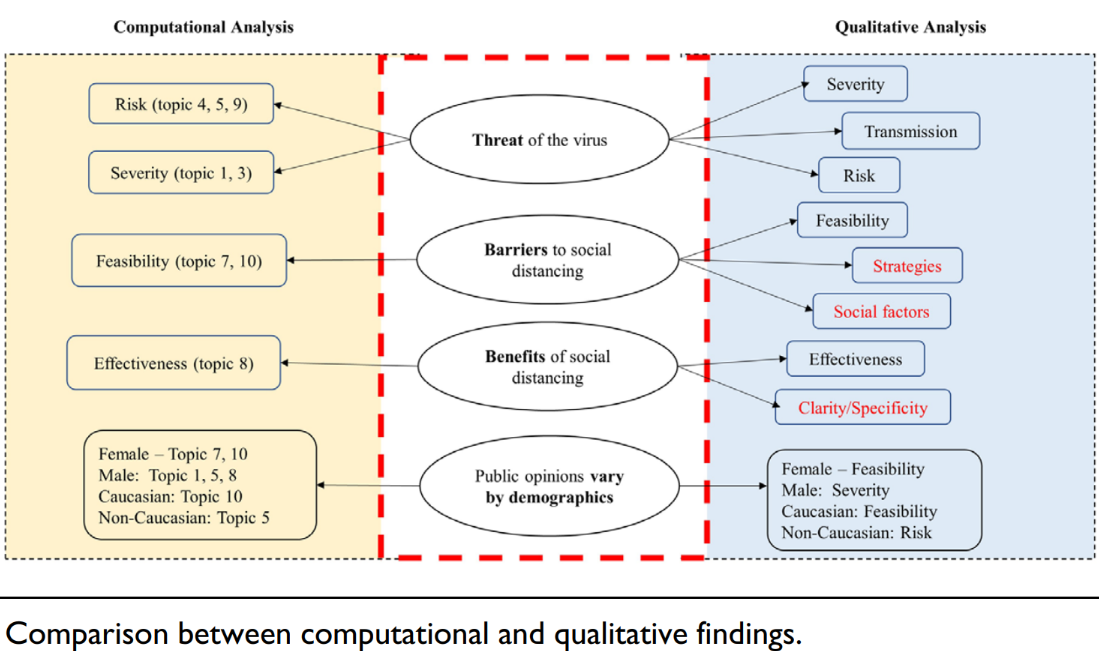 Computational Analysis
Qualitative Analysis
Risk (topic 4, 5, 9)
Severity (topic 1, 3)
Threat of the virus
Severity
Transmission
Risk
Feasibility (topic 7, 10)
Barriers to social
distancing
Feasibility
Strategies
Social factors
Effectiveness (topic 8)
Benefits of social
distancing
Effectiveness
Clarity/Specificity
Female – Topic 7, 10
Male:  Topic 1, 5, 8
Caucasian: Topic 10
Non-Caucasian: Topic 5
Public opinions vary
by demographics
Female – Feasibility
Male:  Severity
Caucasian: Feasibility
Non-Caucasian: Risk
Comparison between computational and qualitative findings.